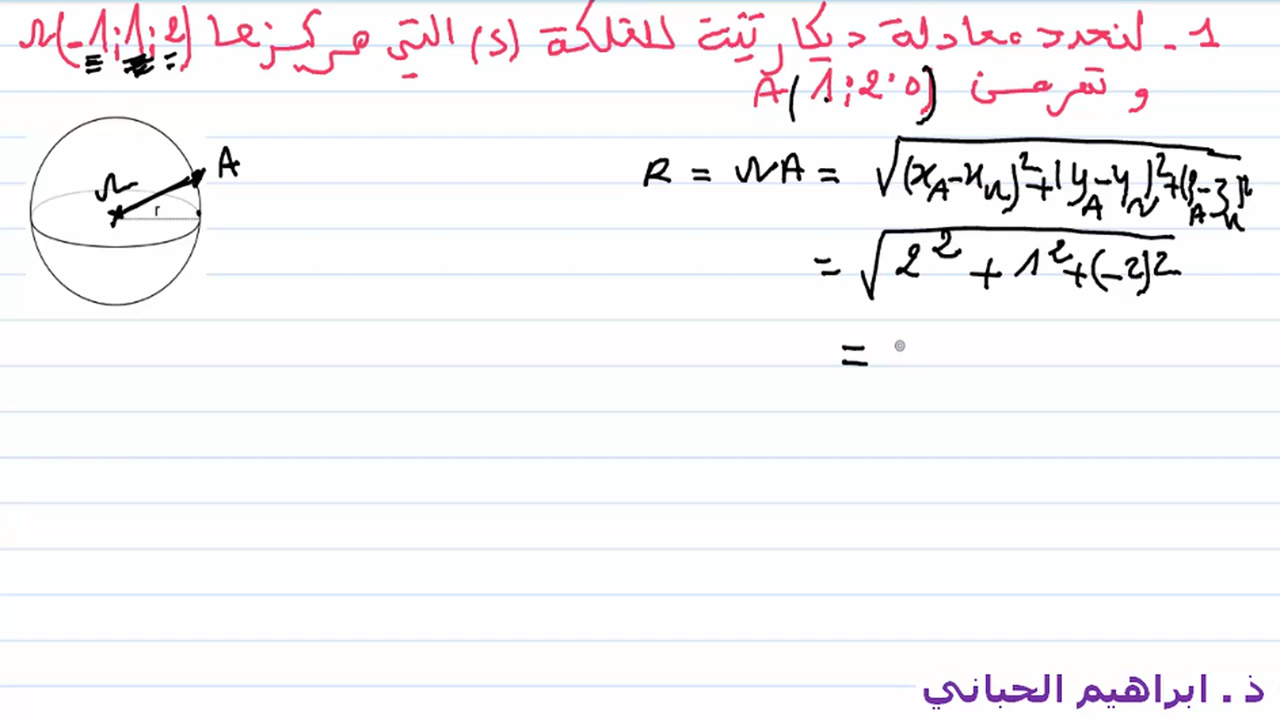 1 - لنحدد معادلة ديكارتية للفلكة (S) التي مركزها Ω(-1;1;2)
و تمر من A(1;2;0)
A
Ω
r
R = ΩA = √((x_A-x_Ω)²+(y_A-y_Ω)²+(z_A-z_Ω)²
= √(2² + 1² + (-2)²
=
ذ . ابراهيم الحباني